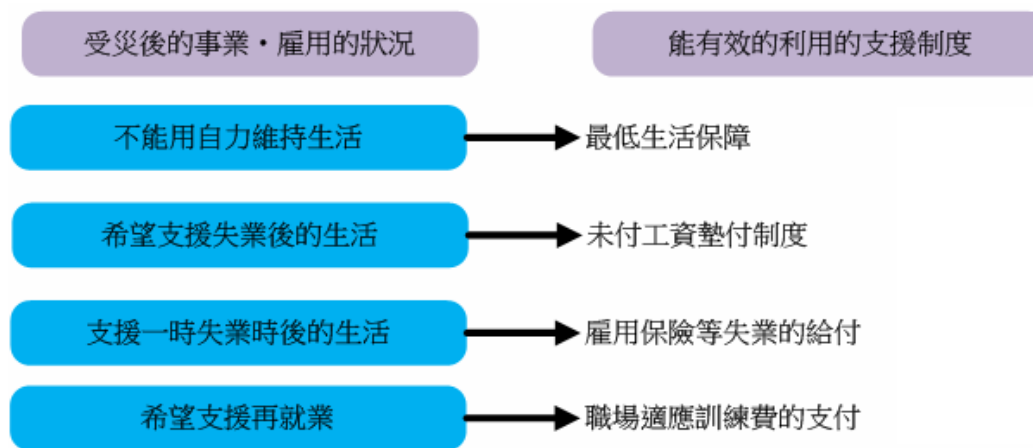 受災後的事業・雇用的狀況
能有效的利用的支援制度
不能用自力維持生活
最低生活保障
希望支援失業後的生活
未付工資墊付制度
支援一時失業時後的生活
雇用保險等失業的給付
希望支援再就業
職場適應訓練費的支付